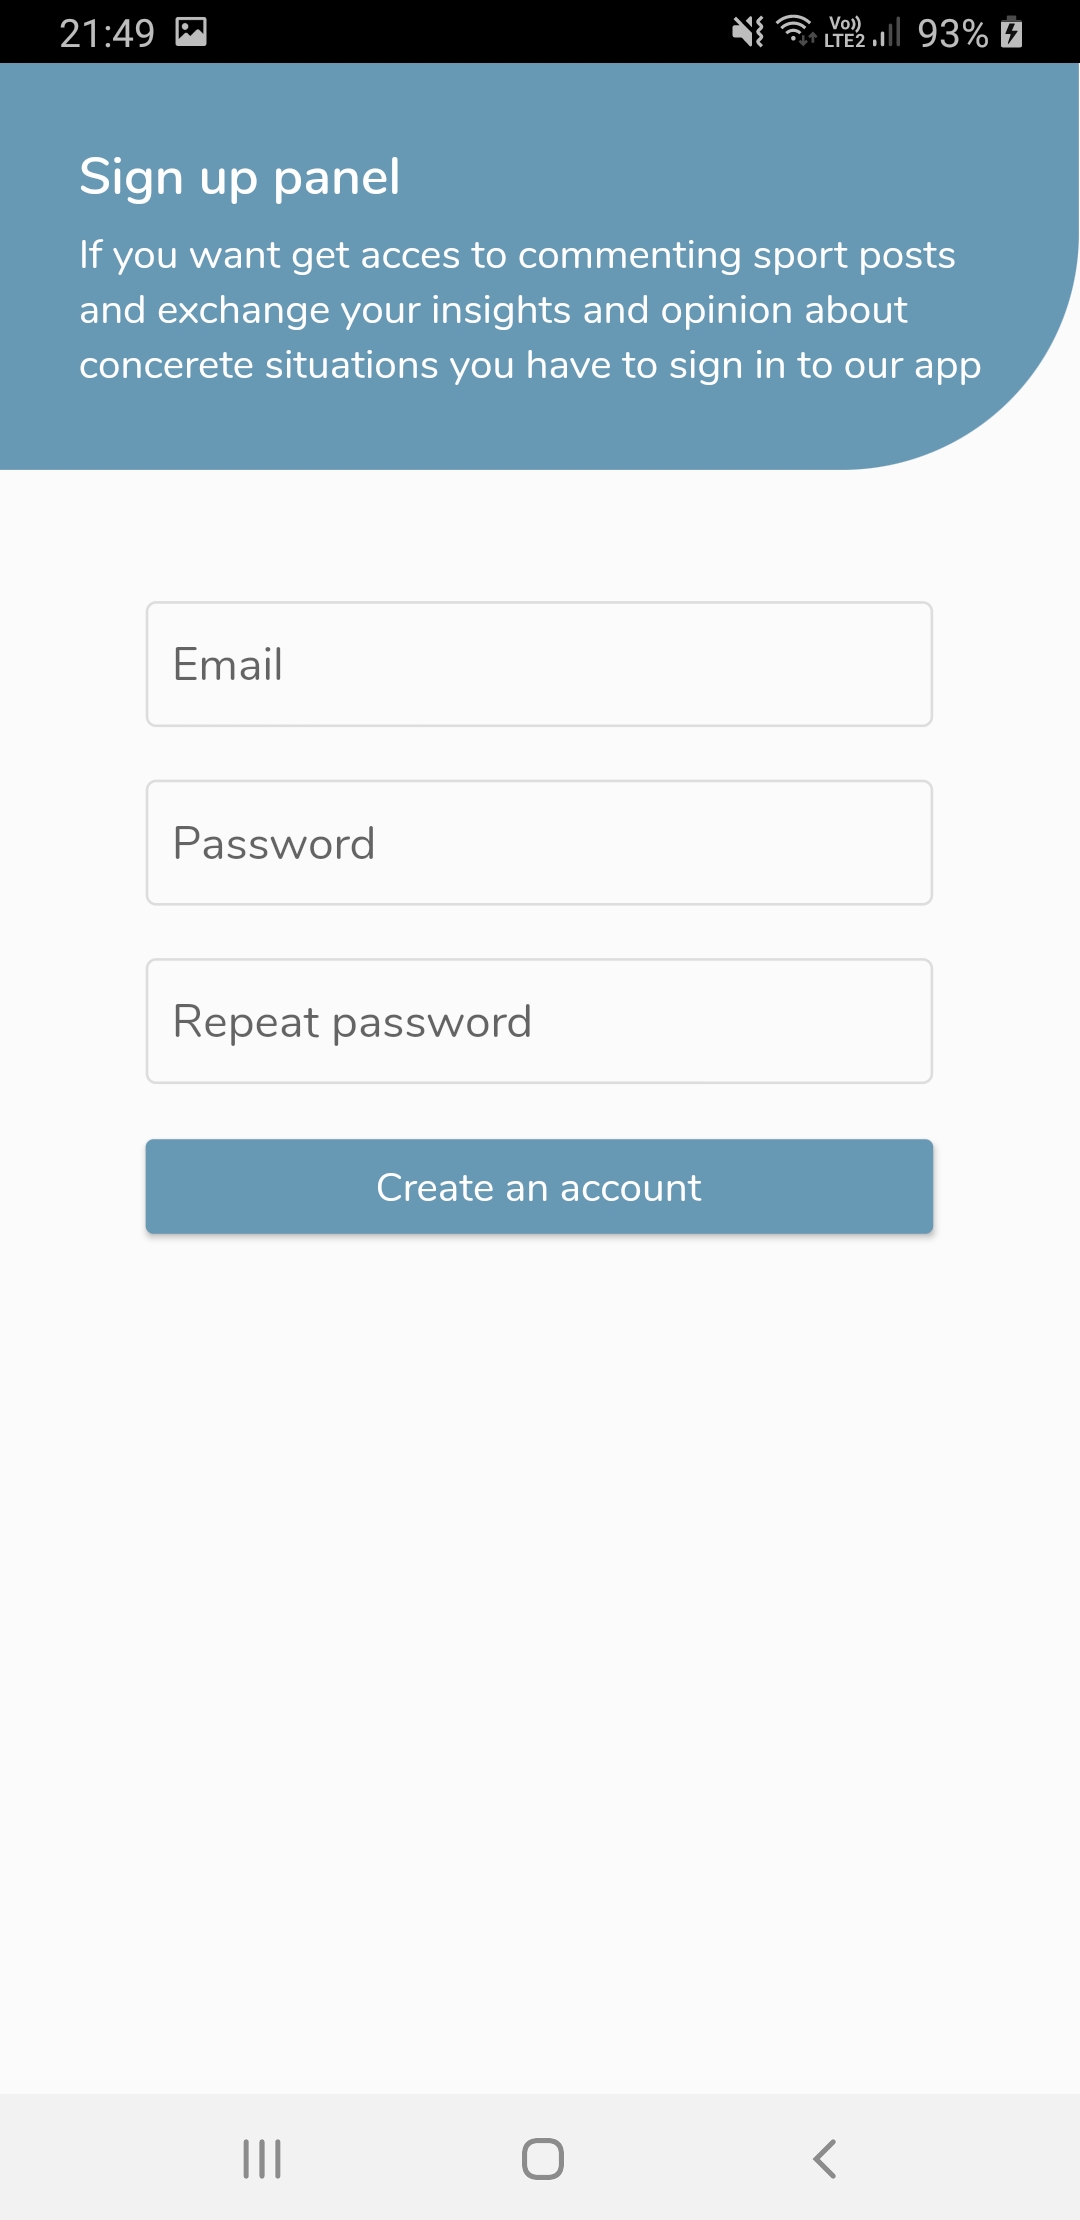 21:49 Vo)) LTE2 93%
Sign up panel
If you want get acces to commenting sport posts
and exchange your insights and opinion about
concerete situations you have to sign in to our app
Email
Password
Repeat password
Create an account